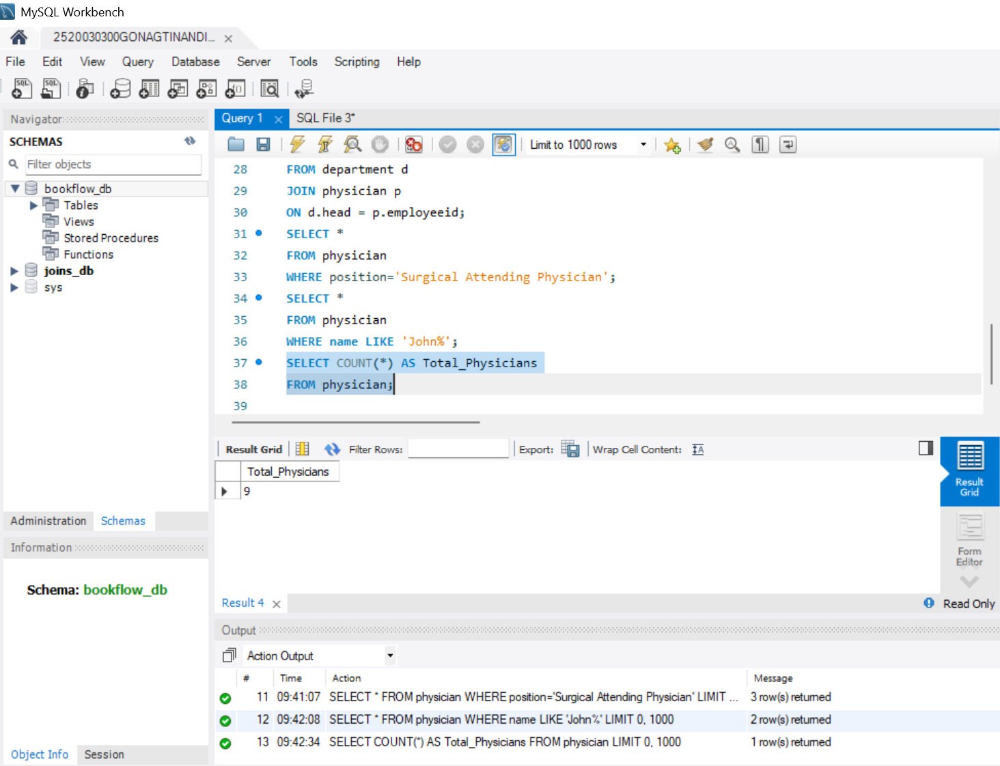 MySQL Workbench
2520030300GONAGTINANDI...
File Edit View Query Database Server Tools Scripting Help
Navigator
SCHEMAS
Filter objects
bookflow_db
Tables
Views
Stored Procedures
Functions
joins_db
sys
Administration Schemas
Information
Schema: bookflow_db
Object Info Session
Query 1 SQL File 3*
Limit to 1000 rows
28 FROM department d
29 JOIN physician p
30 ON d.head = p.employeeid;
31 SELECT *
32 FROM physician
33 WHERE position='Surgical Attending Physician';
34 SELECT *
35 FROM physician
36 WHERE name LIKE 'John%';
37 SELECT COUNT(*) AS Total_Physicians
38 FROM physician;
39
Result Grid Filter Rows: Export: Wrap Cell Content:
Total_Physicians
9
Result
Grid
Form
Editor
Result 4 Read Only
Output
Action Output
# Time Action Message
11 09:41:07 SELECT * FROM physician WHERE position='Surgical Attending Physician' LIMIT ... 3 row(s) returned
12 09:42:08 SELECT * FROM physician WHERE name LIKE 'John%' LIMIT 0, 1000 2 row(s) returned
13 09:42:34 SELECT COUNT(*) AS Total_Physicians FROM physician LIMIT 0, 1000 1 row(s) returned